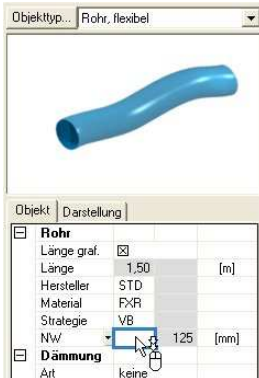 Objekttyp... Rohr, flexibel
Objekt Darstellung
Rohr
Länge graf.
Länge 1,50 [m]
Hersteller STD
Material FXR
Strategie VB
NW 125 [mm]
Dämmung
Art keine